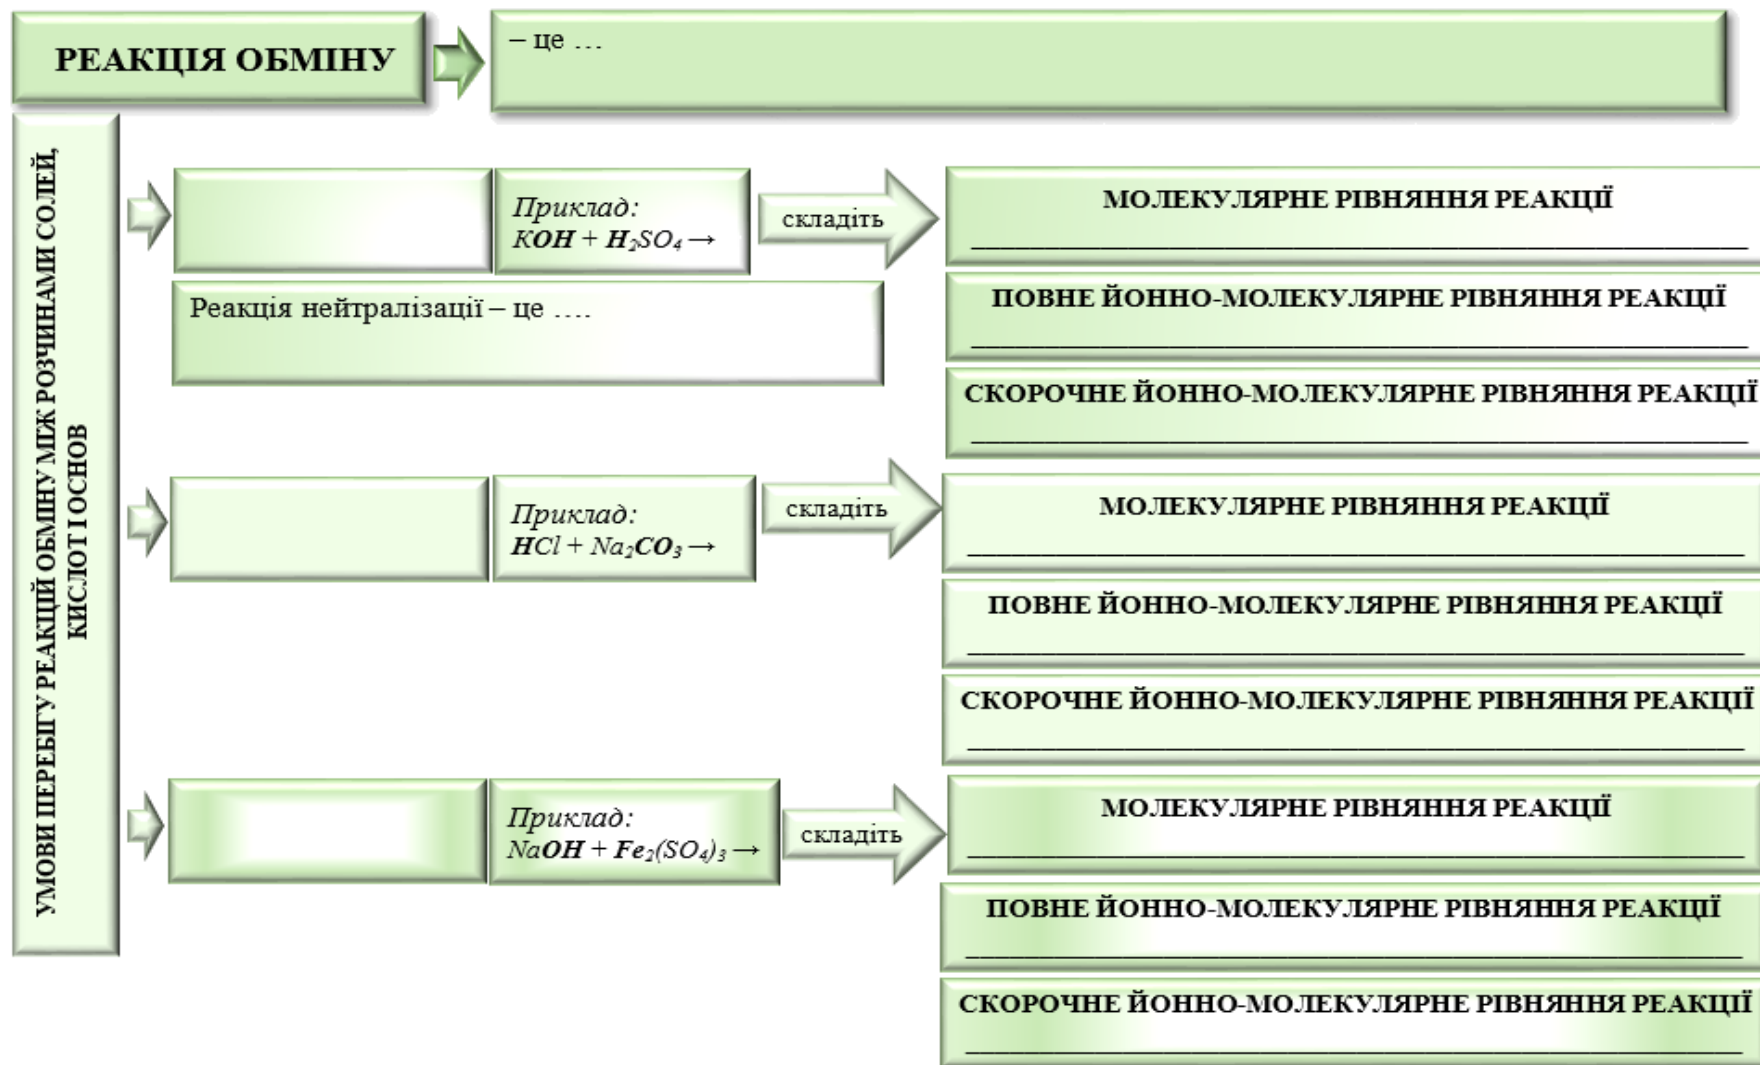 РЕАКЦІЯ ОБМІНУ
– це …
УМОВИ ПЕРЕБІГУ РЕАКЦІЙ ОБМІНУ МІЖ РОЗЧИНАМИ СОЛЕЙ,
КИСЛОТ І ОСНОВ
Приклад:
KOH + H₂SO₄ →
складіть
МОЛЕКУЛЯРНЕ РІВНЯННЯ РЕАКЦІЇ
ПОВНЕ ЙОННО-МОЛЕКУЛЯРНЕ РІВНЯННЯ РЕАКЦІЇ
СКОРОЧНЕ ЙОННО-МОЛЕКУЛЯРНЕ РІВНЯННЯ РЕАКЦІЇ
Реакція нейтралізації – це ….
Приклад:
HCl + Na₂CO₃ →
складіть
МОЛЕКУЛЯРНЕ РІВНЯННЯ РЕАКЦІЇ
ПОВНЕ ЙОННО-МОЛЕКУЛЯРНЕ РІВНЯННЯ РЕАКЦІЇ
СКОРОЧНЕ ЙОННО-МОЛЕКУЛЯРНЕ РІВНЯННЯ РЕАКЦІЇ
Приклад:
NaOH + Fe₂(SO₄)₃ →
складіть
МОЛЕКУЛЯРНЕ РІВНЯННЯ РЕАКЦІЇ
ПОВНЕ ЙОННО-МОЛЕКУЛЯРНЕ РІВНЯННЯ РЕАКЦІЇ
СКОРОЧНЕ ЙОННО-МОЛЕКУЛЯРНЕ РІВНЯННЯ РЕАКЦІЇ